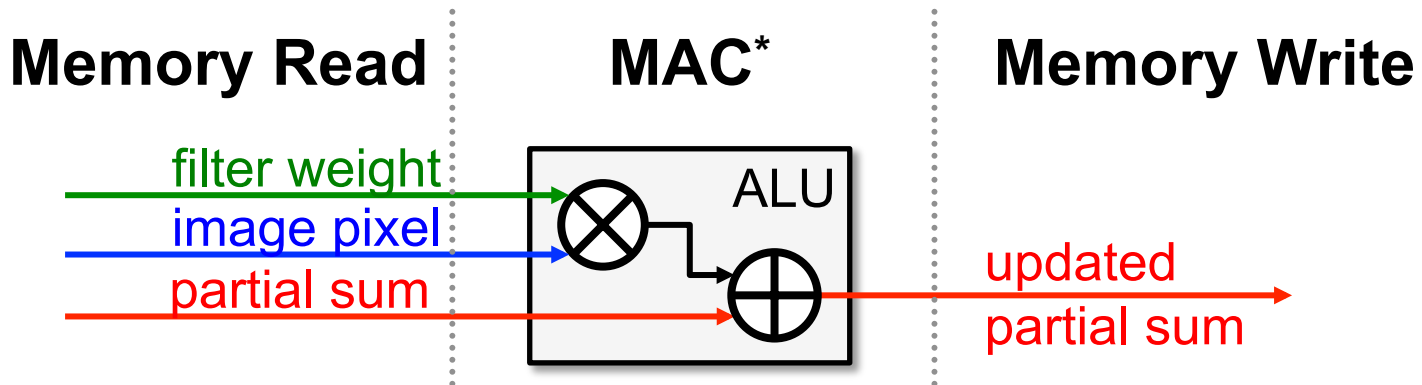 Memory Read
MAC*
Memory Write
filter weight
image pixel
partial sum
ALU
updated
partial sum